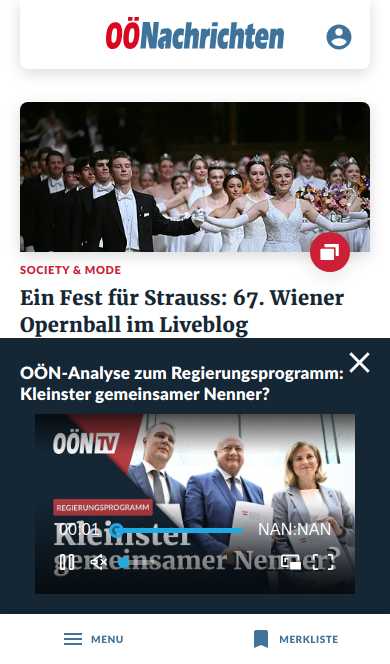 OÖNachrichten
SOCIETY & MODE
Ein Fest für Strauss: 67. Wiener
Opernball im Liveblog
OÖN-Analyse zum Regierungsprogramm:
Kleinster gemeinsamer Nenner?
OÖN TV
REGIERUNGSPROGRAMM
Kleinster
00:01 NAN:NAN
gemeinsamer Nenner?
MENU MERKLISTE